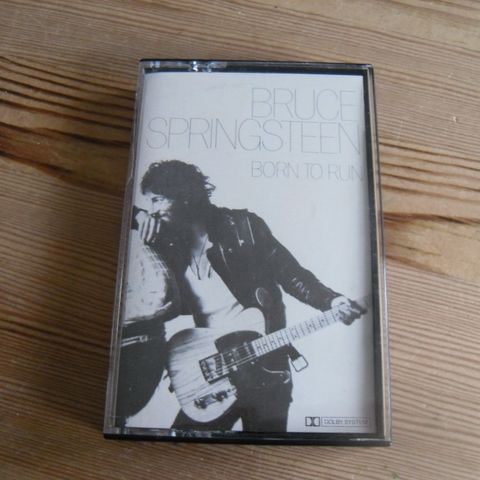 BRUCE
SPRINGSTEEN
BORN TO RUN
DOLBY SYSTEM